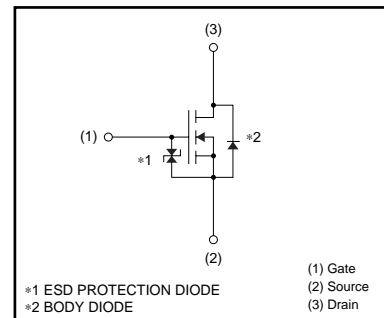 (3)
(1)
∗1
∗2
(2)
∗1 ESD PROTECTION DIODE
∗2 BODY DIODE
(1) Gate
(2) Source
(3) Drain